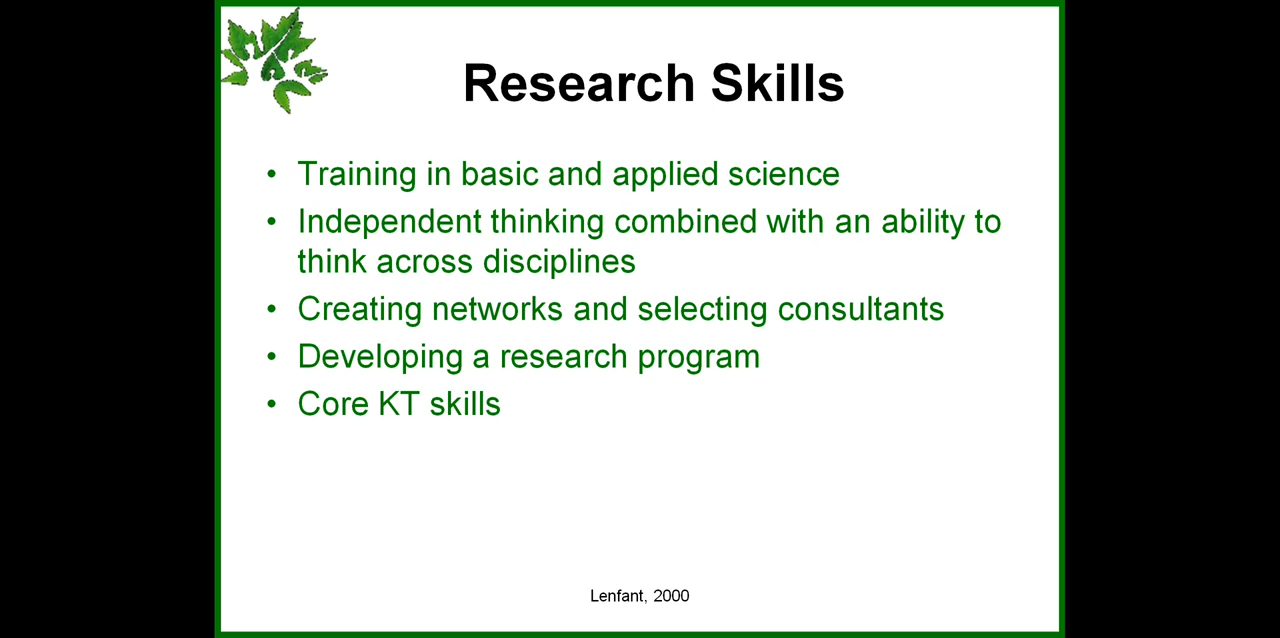 Research Skills
• Training in basic and applied science
• Independent thinking combined with an ability to
think across disciplines
• Creating networks and selecting consultants
• Developing a research program
• Core KT skills
Lenfant, 2000